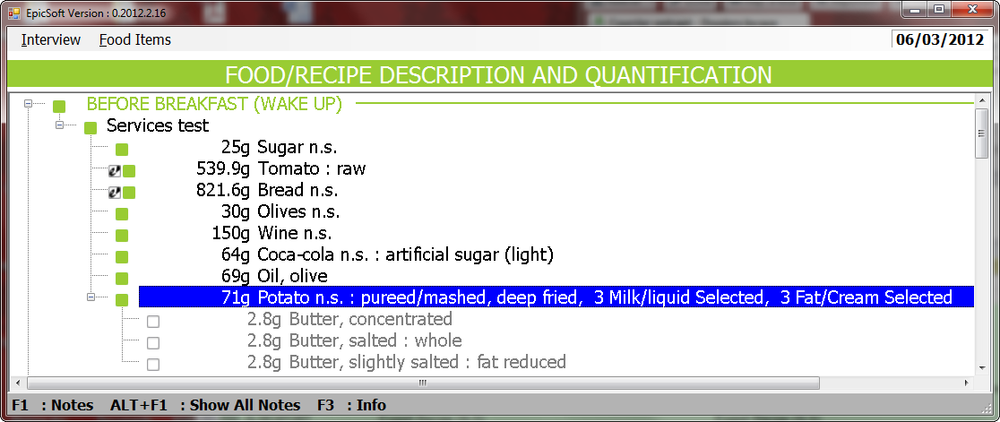 EpicSoft Version : 0.2012.2.16
Interview Food Items 06/03/2012
FOOD/RECIPE DESCRIPTION AND QUANTIFICATION
BEFORE BREAKFAST (WAKE UP)
Services test
25g Sugar n.s.
539.9g Tomato : raw
821.6g Bread n.s.
30g Olives n.s.
150g Wine n.s.
64g Coca-cola n.s. : artificial sugar (light)
69g Oil, olive
71g Potato n.s. : pureed/mashed, deep fried, 3 Milk/liquid Selected, 3 Fat/Cream Selected
2.8g Butter, concentrated
2.8g Butter, salted : whole
2.8g Butter, slightly salted : fat reduced
F1 : Notes ALT+F1 : Show All Notes F3 : Info